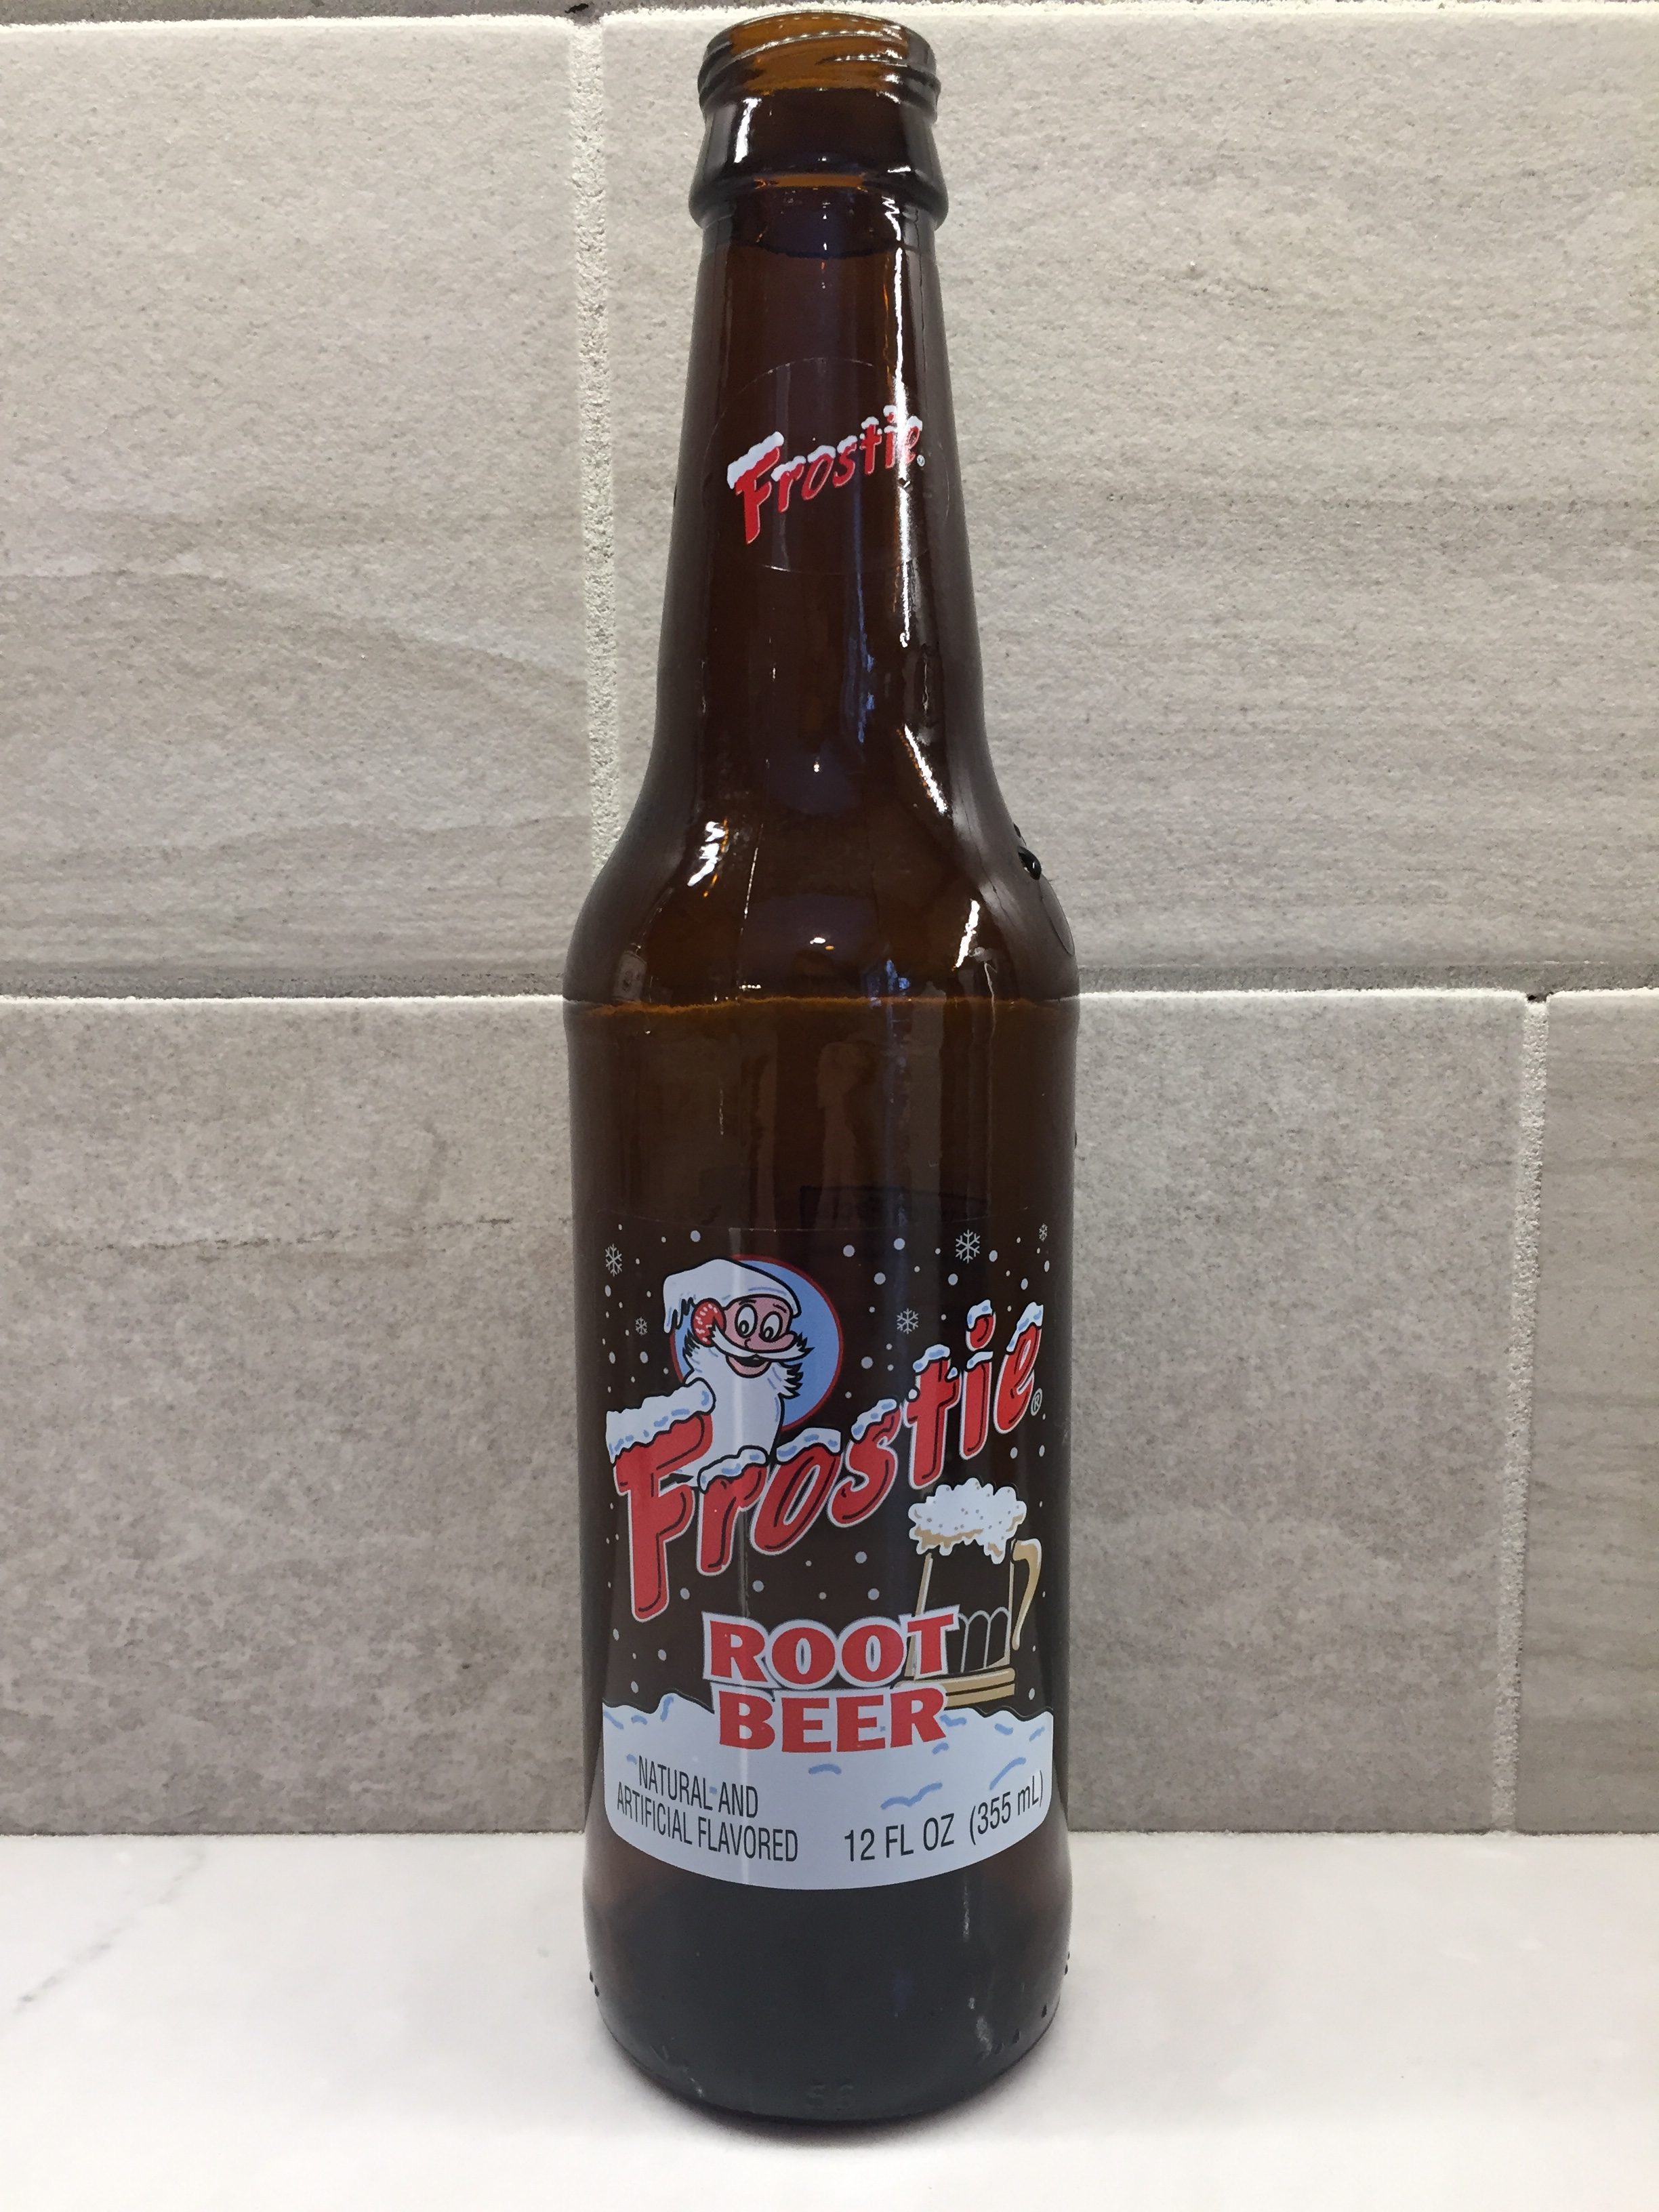 Frostie®
Frostie®
ROOT
BEER
NATURAL AND
ARTIFICIAL FLAVORED
12 FL OZ (355 mL)